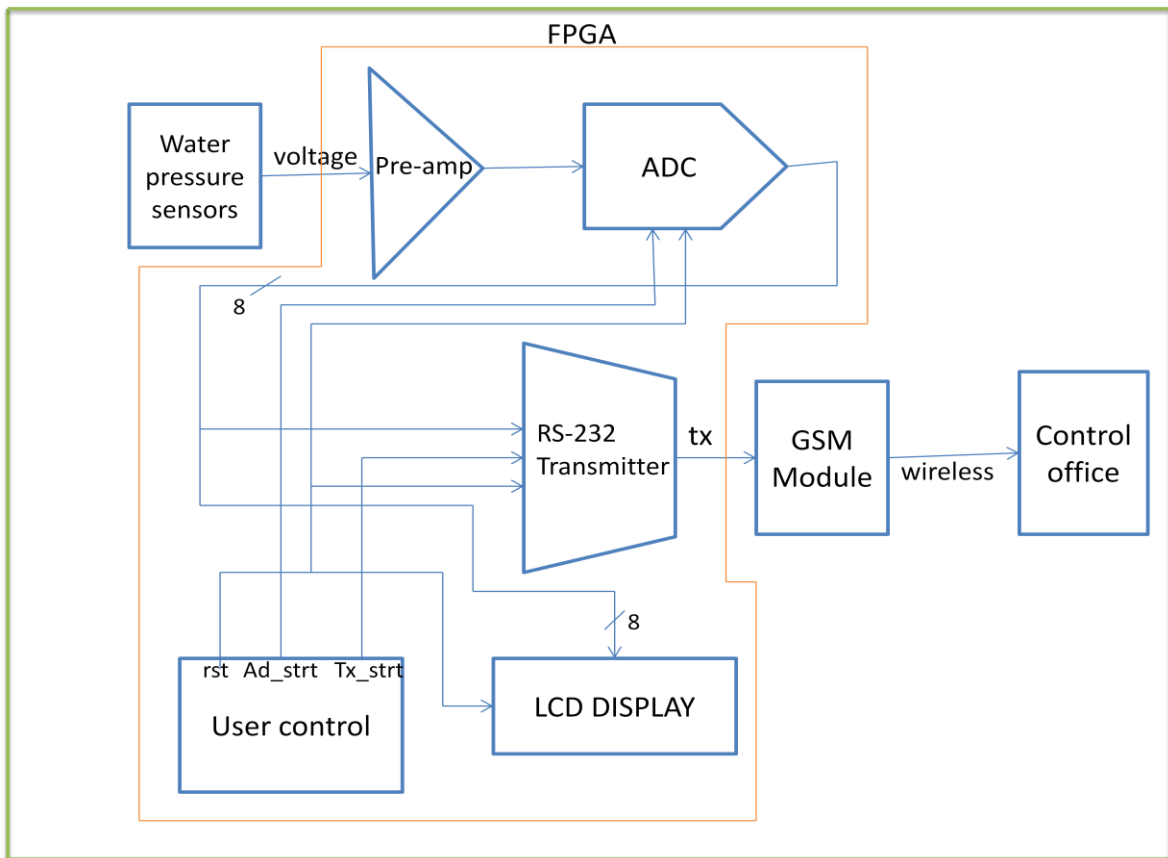 FPGA
Water
pressure
sensors
voltage
Pre-amp
ADC
8
RS-232
Transmitter
tx
GSM
Module
wireless
Control
office
8
rst Ad_strt Tx_strt
User control
LCD DISPLAY